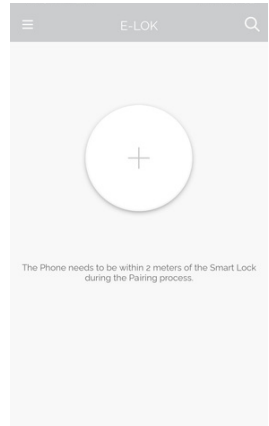 E-LOK
The Phone needs to be within 2 meters of the Smart Lock
during the Pairing process.